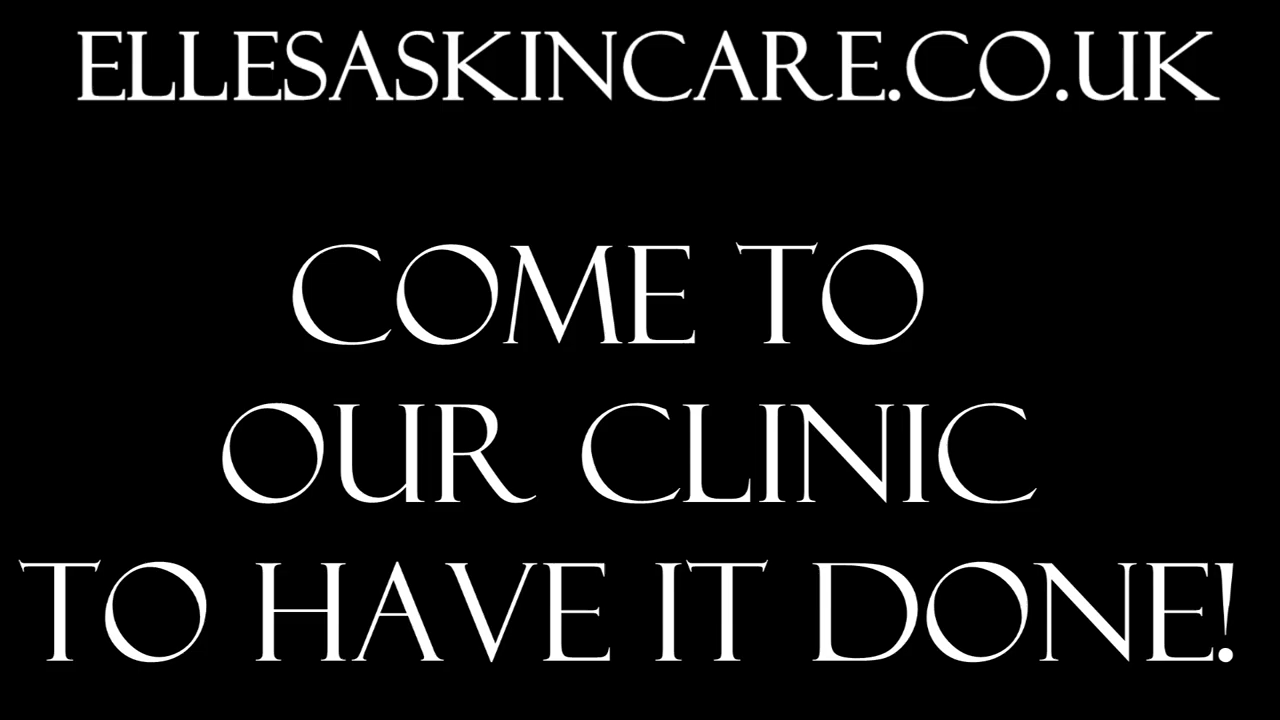 ELLESASKINCARE.CO.UK
COME TO
OUR CLINIC
TO HAVE IT DONE!